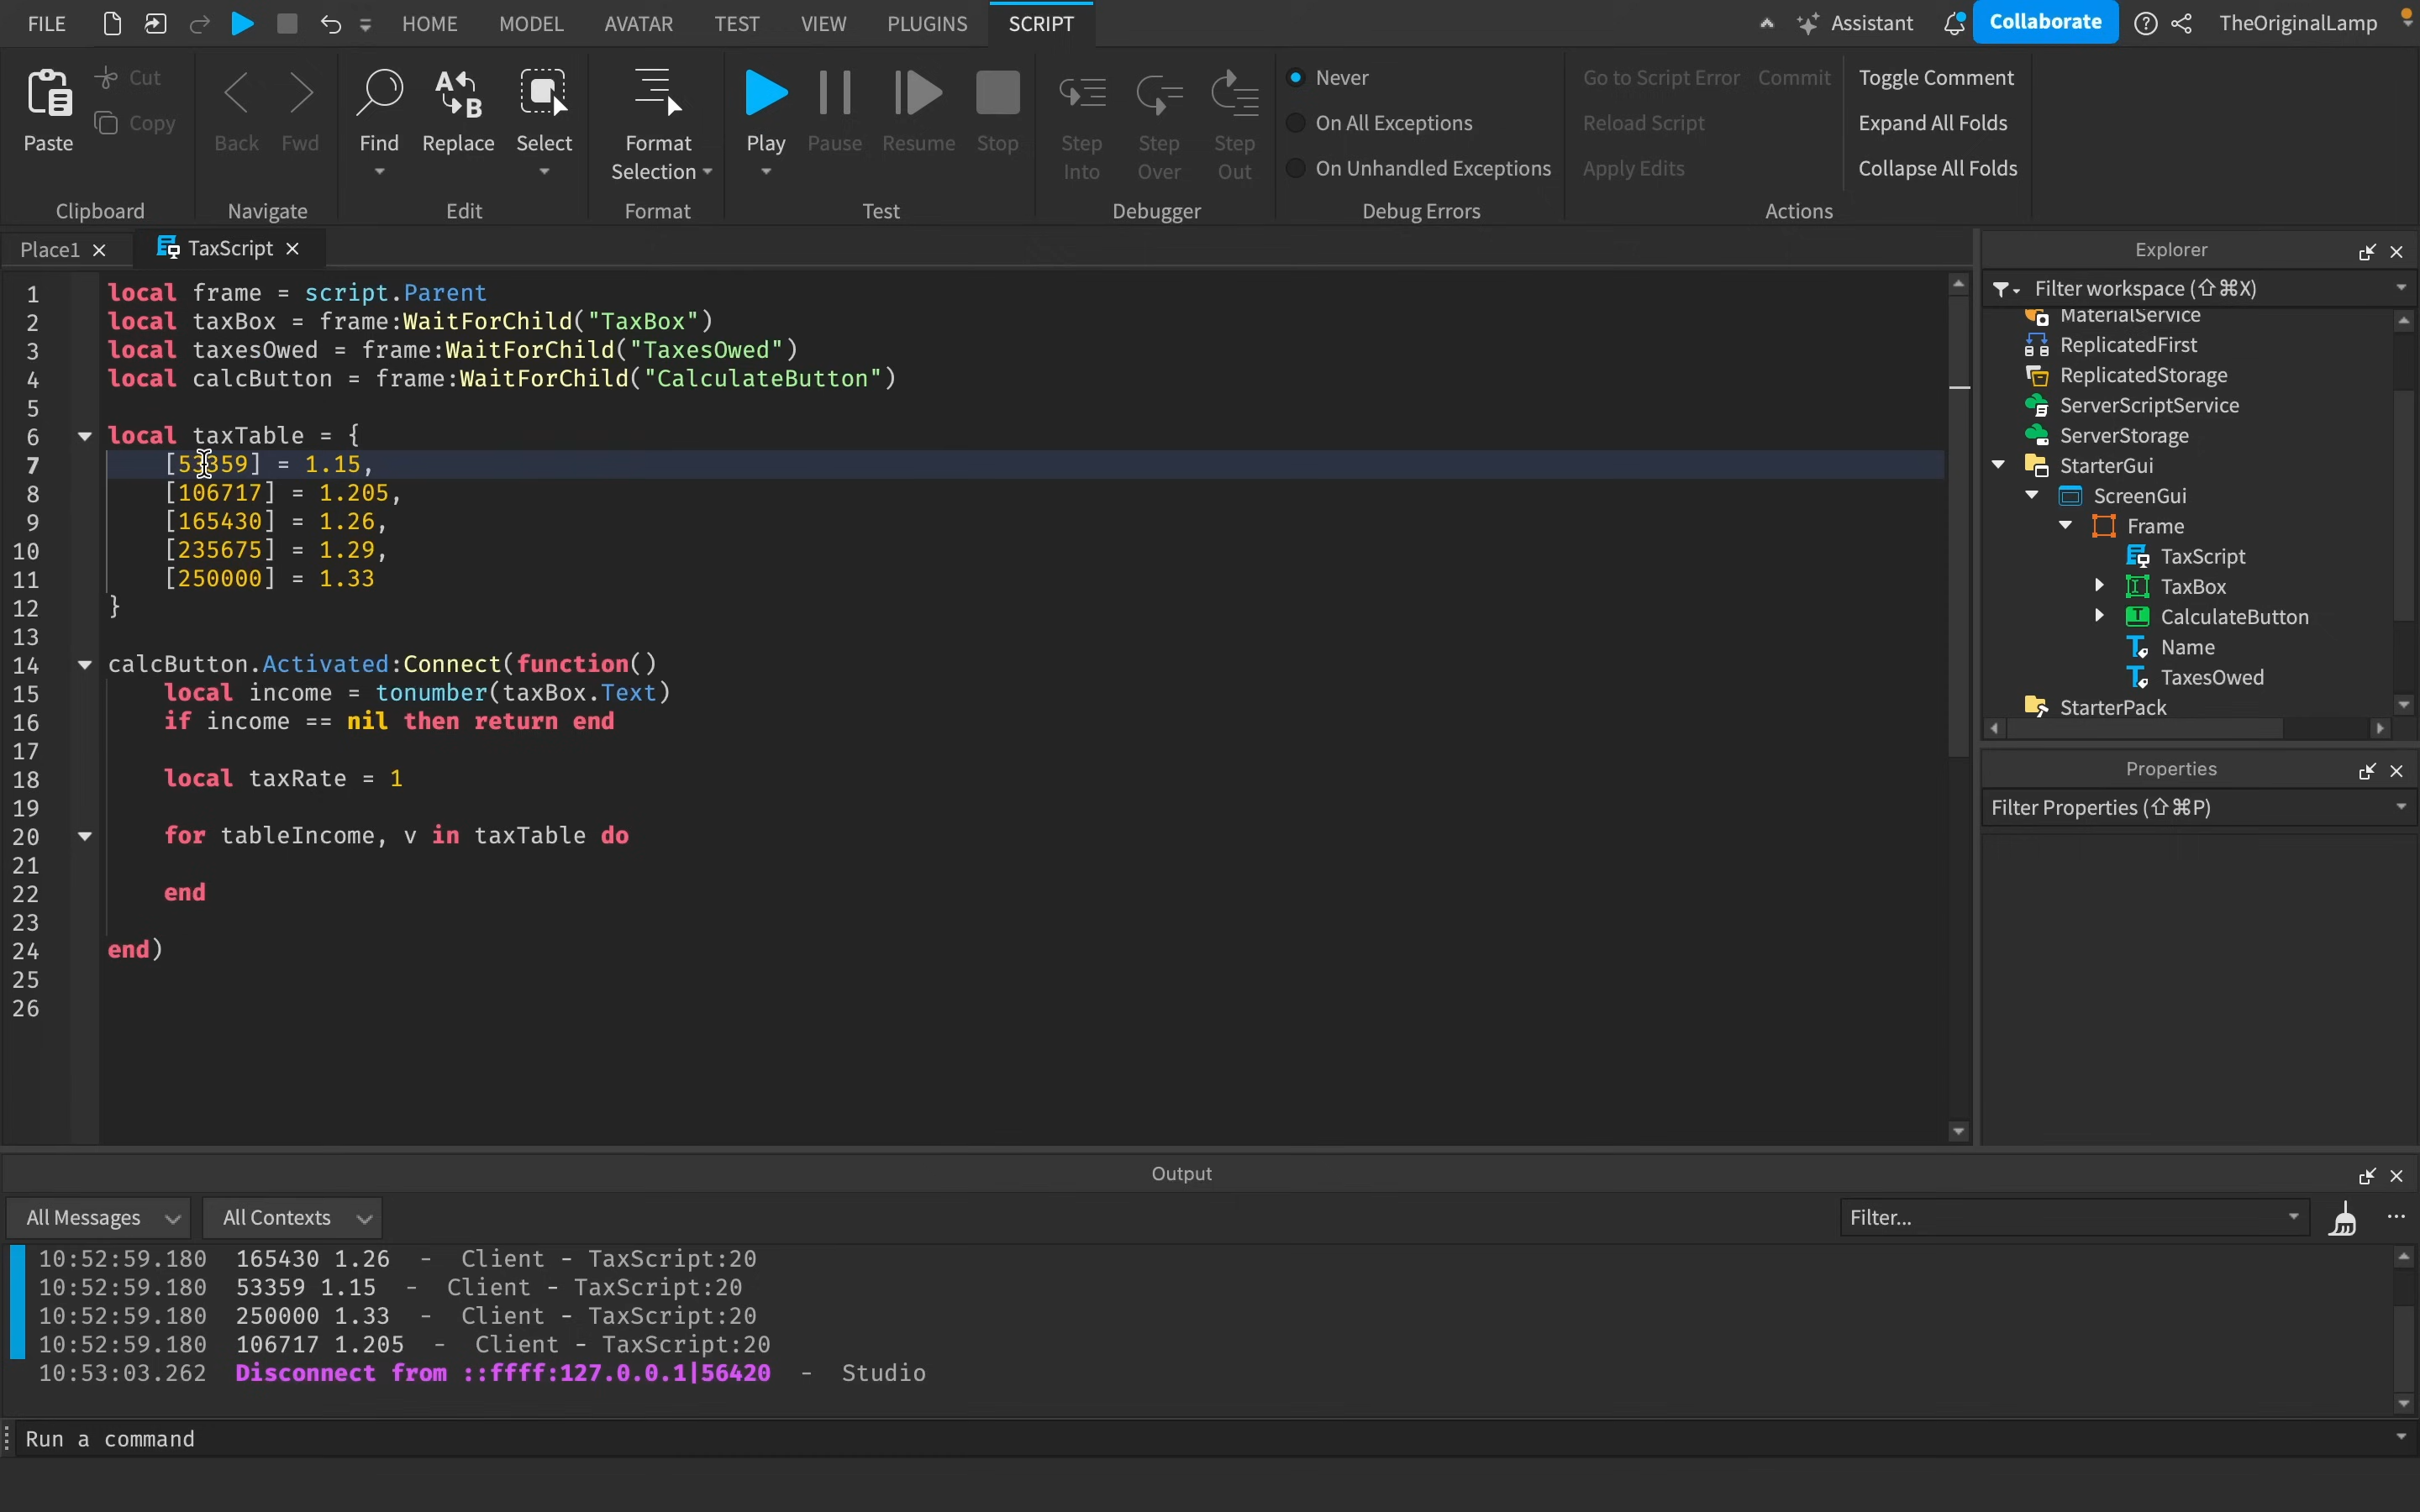 FILE HOME MODEL AVATAR TEST VIEW PLUGINS SCRIPT Assistant Collaborate TheOriginalLamp
Paste Cut Copy Back Fwd Find Replace Select Format Selection Play Pause Resume Stop Step Into Step Over Step Out
Never Go to Script Error Commit Toggle Comment
On All Exceptions Reload Script Expand All Folds
On Unhandled Exceptions Apply Edits Collapse All Folds
Clipboard Navigate Edit Format Test Debugger Debug Errors Actions
Place1 TaxScript
1 local frame = script.Parent
2 local taxBox = frame:WaitForChild("TaxBox")
3 local taxesOwed = frame:WaitForChild("TaxesOwed")
4 local calcButton = frame:WaitForChild("CalculateButton")
5
6 local taxTable = {
7 [53359] = 1.15,
8 [106717] = 1.205,
9 [165430] = 1.26,
10 [235675] = 1.29,
11 [250000] = 1.33
12 }
13
14 calcButton.Activated:Connect(function()
15 local income = tonumber(taxBox.Text)
16 if income == nil then return end
17
18 local taxRate = 1
19
20 for tableIncome, v in taxTable do
21
22 end
23
24 end)
25
26
Explorer
Filter workspace (⇧⌘X)
MaterialService
ReplicatedFirst
ReplicatedStorage
ServerScriptService
ServerStorage
StarterGui
ScreenGui
Frame
TaxScript
TaxBox
CalculateButton
Name
TaxesOwed
StarterPack
Properties
Filter Properties (⇧⌘P)
Output
All Messages All Contexts Filter...
10:52:59.180 165430 1.26 - Client - TaxScript:20
10:52:59.180 53359 1.15 - Client - TaxScript:20
10:52:59.180 250000 1.33 - Client - TaxScript:20
10:52:59.180 106717 1.205 - Client - TaxScript:20
10:53:03.262 Disconnect from ::ffff:127.0.0.1|56420 - Studio
Run a command